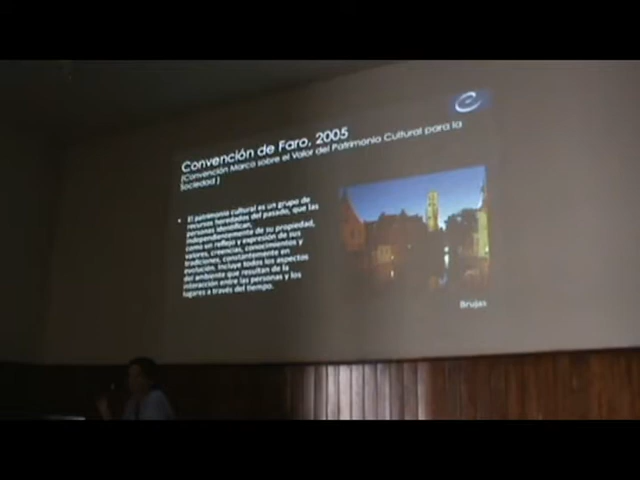 Convención de Faro, 2005
(Convención Marco sobre el Valor del Patrimonio Cultural para la
Sociedad )
• El patrimonio cultural es un grupo de
recursos heredados del pasado, que las
personas identifican,
independientemente de su propiedad,
como un reflejo y expresión de sus
valores, creencias, conocimientos y
tradiciones, constantemente en
evolución. Incluye todos los aspectos
del ambiente que resultan de la
interacción entre las personas y los
lugares a través del tiempo.
Brujas